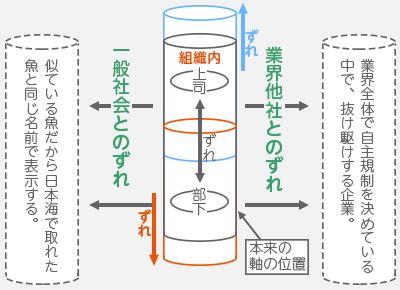 業界全体で自主規制を決めている
中で、抜け駆けする企業。
業界他社とのずれ
ずれ
組織内
上司
ずれ
部下
本来の
軸の位置
一般社会とのずれ
ずれ
似ている魚だから日本海で取れた
魚と同じ名前で表示する。